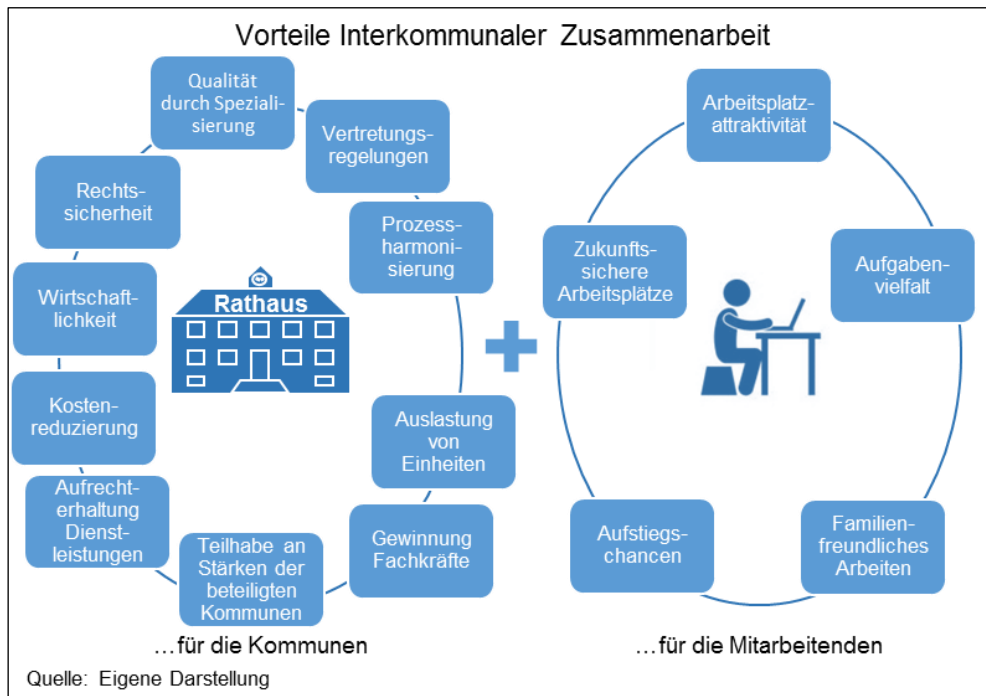 Vorteile Interkommunaler Zusammenarbeit
Qualität
durch Speziali-
sierung
Vertretungs-
regelungen
Prozess-
harmoni-
sierung
Auslastung
von
Einheiten
Gewinnung
Fachkräfte
Teilhabe an
Stärken der
beteiligten
Kommunen
Aufrecht-
erhaltung
Dienst-
leistungen
Kosten-
reduzierung
Wirtschaft-
lichkeit
Rechts-
sicherheit
Rathaus
…für die Kommunen
Arbeitsplatz-
attraktivität
Aufgaben-
vielfalt
Familien-
freundliches
Arbeiten
Aufstiegs-
chancen
Zukunfts-
sichere
Arbeitsplätze
…für die Mitarbeitenden
Quelle: Eigene Darstellung